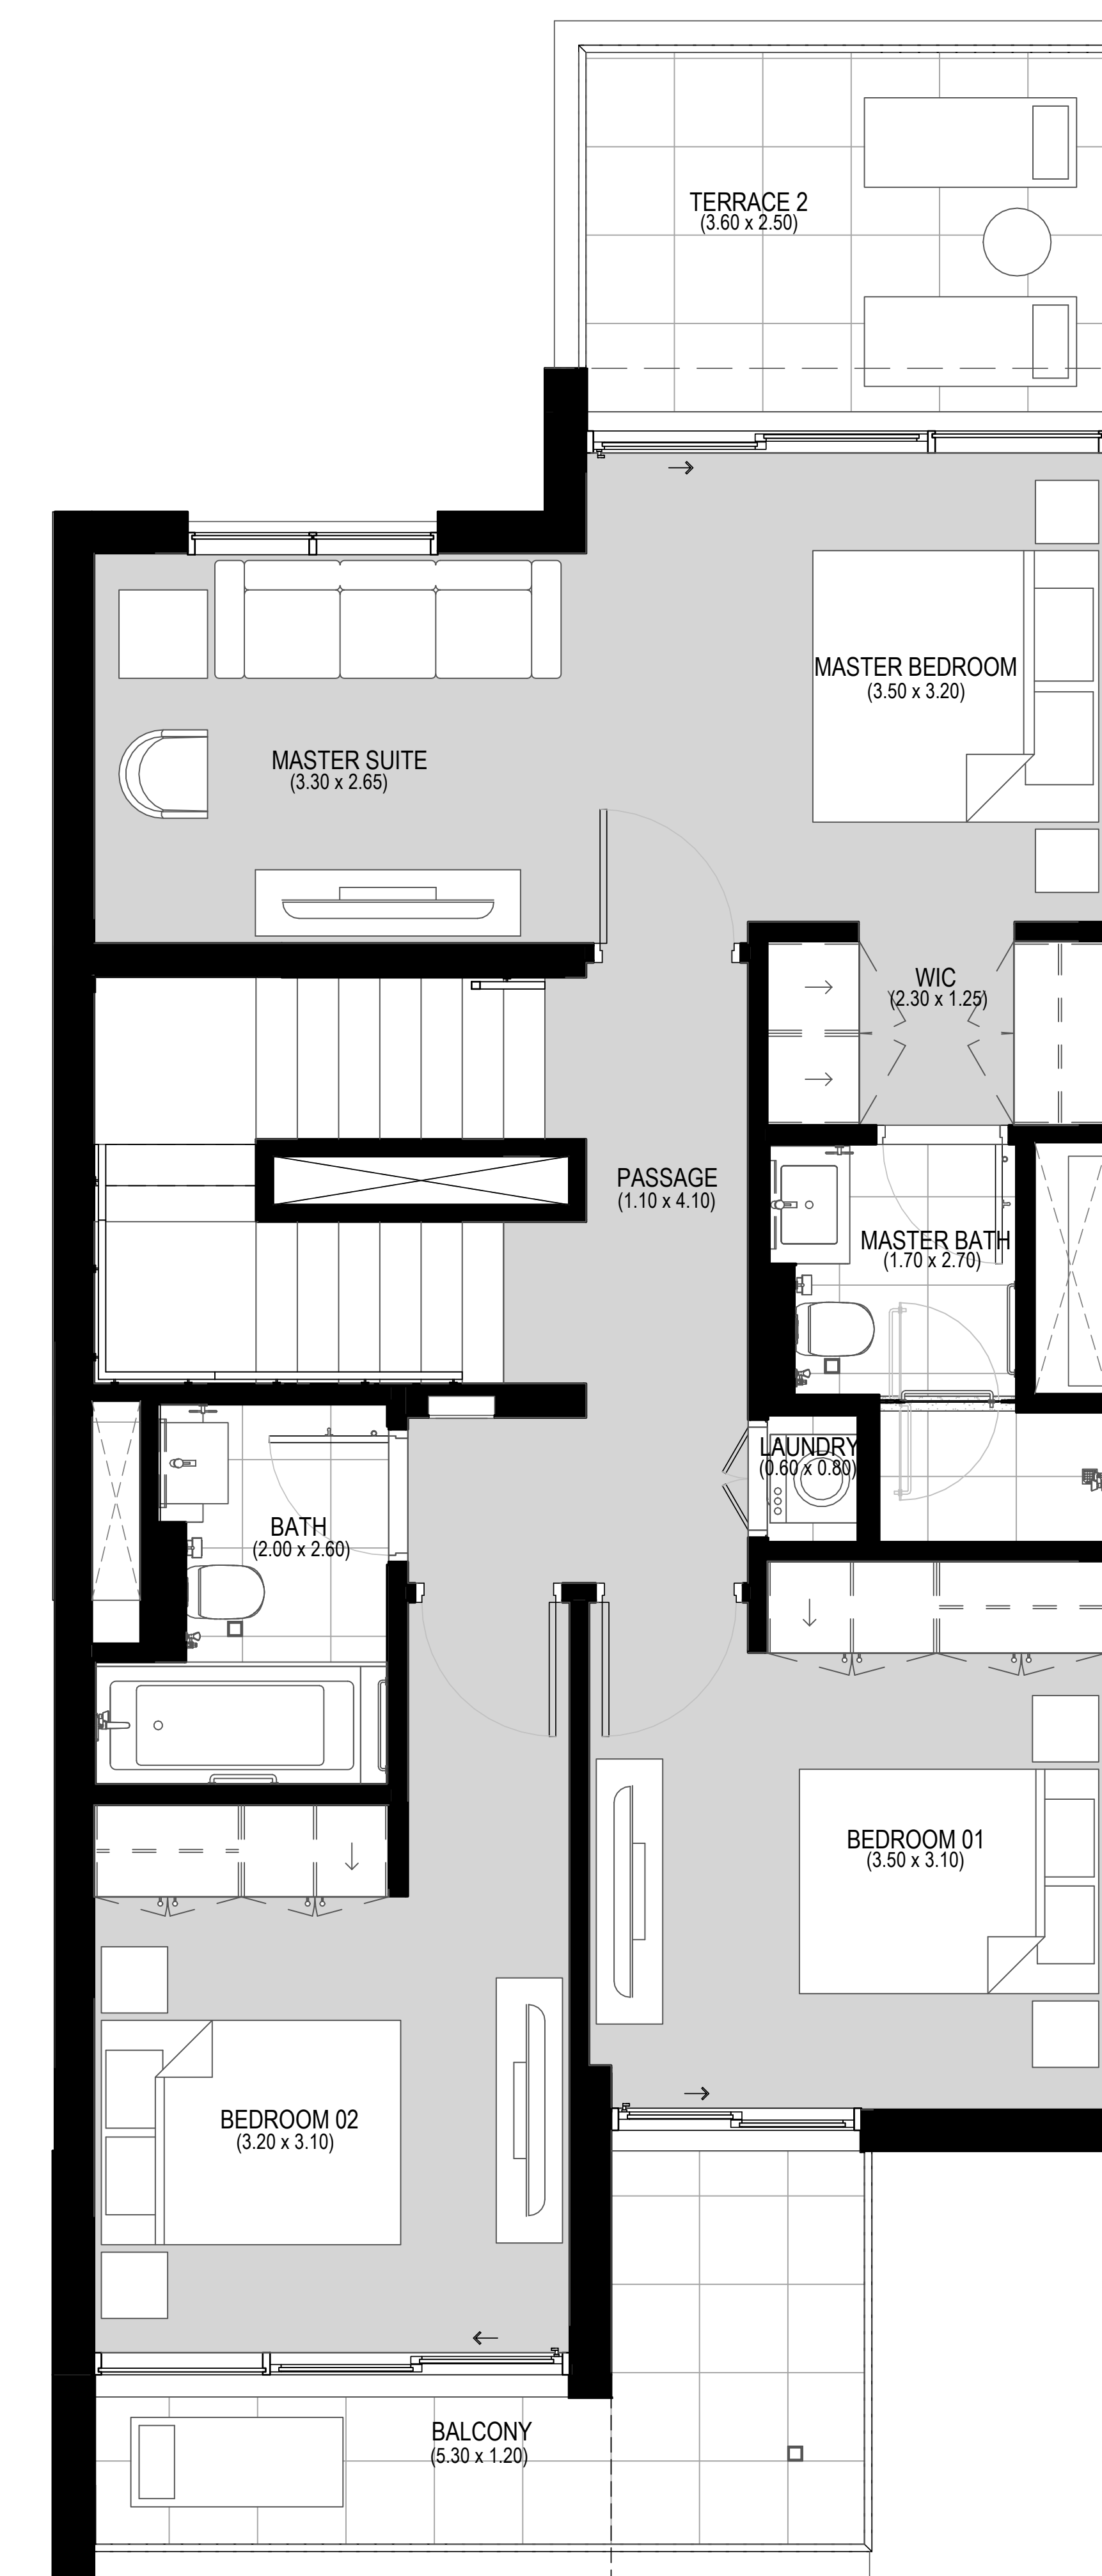 TERRACE 2
(3.60 x 2.50)
MASTER BEDROOM
(3.50 x 3.20)
MASTER SUITE
(3.30 x 2.65)
WIC
(2.30 x 1.25)
PASSAGE
(1.10 x 4.10)
MASTER BATH
(1.70 x 2.70)
LAUNDRY
(0.60 x 0.80)
BATH
(2.00 x 2.60)
BEDROOM 01
(3.50 x 3.10)
BEDROOM 02
(3.20 x 3.10)
BALCONY
(5.30 x 1.20)